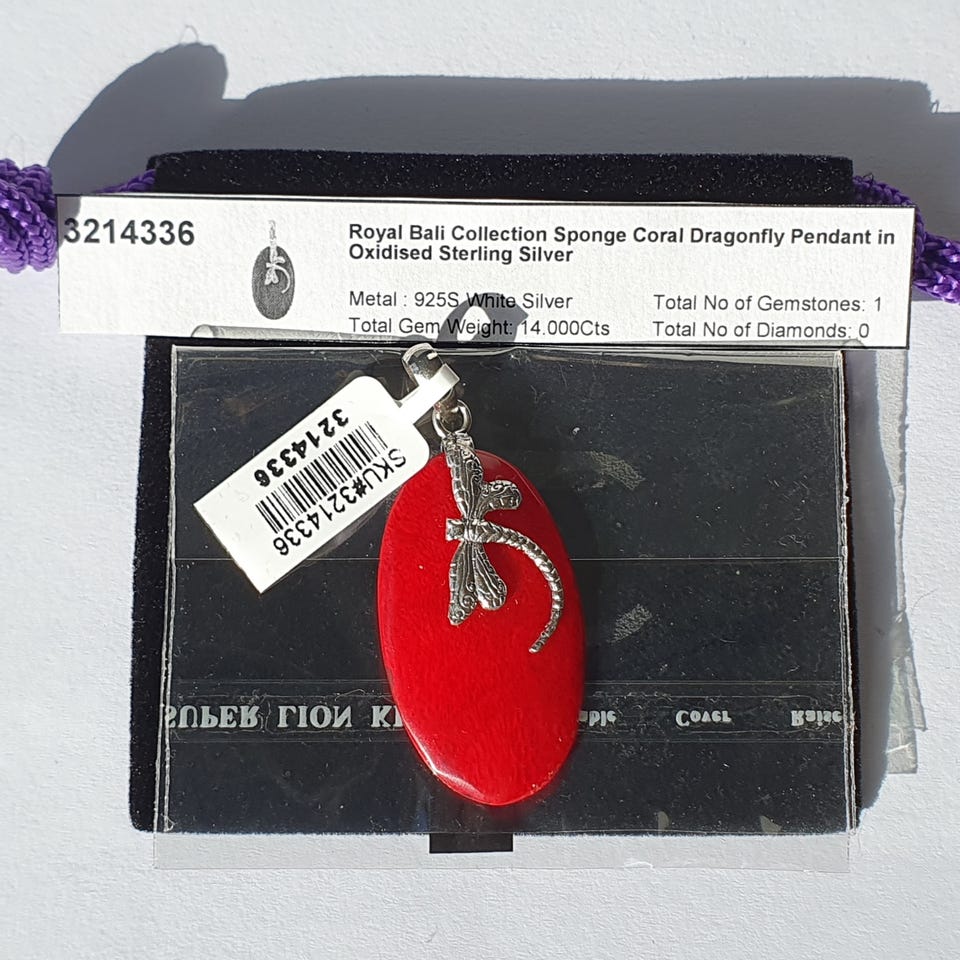 3214336
Royal Bali Collection Sponge Coral Dragonfly Pendant in
Oxidised Sterling Silver
Metal : 925S White Silver
Total No of Gemstones: 1
Total Gem Weight: 14.000Cts
Total No of Diamonds: 0
3214336
SKU#3214336
SUPER LION
Cover
Raise